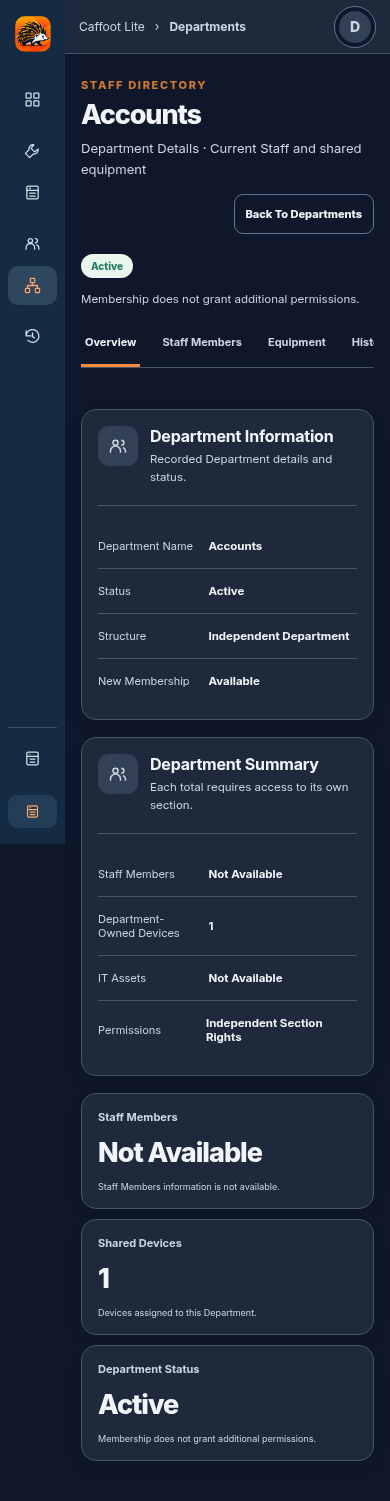 Caffoot Lite › Departments
D
STAFF DIRECTORY
Accounts
Department Details · Current Staff and shared
equipment
Back To Departments
Active
Membership does not grant additional permissions.
Overview Staff Members Equipment
Department Information
Recorded Department details and
status.
Department Name Accounts
Status Active
Structure Independent Department
New Membership Available
Department Summary
Each total requires access to its own
section.
Staff Members Not Available
Department-
Owned Devices 1
IT Assets Not Available
Permissions Independent Section
Rights
Staff Members
Not Available
Staff Members information is not available.
Shared Devices
1
Devices assigned to this Department.
Department Status
Active
Membership does not grant additional permissions.